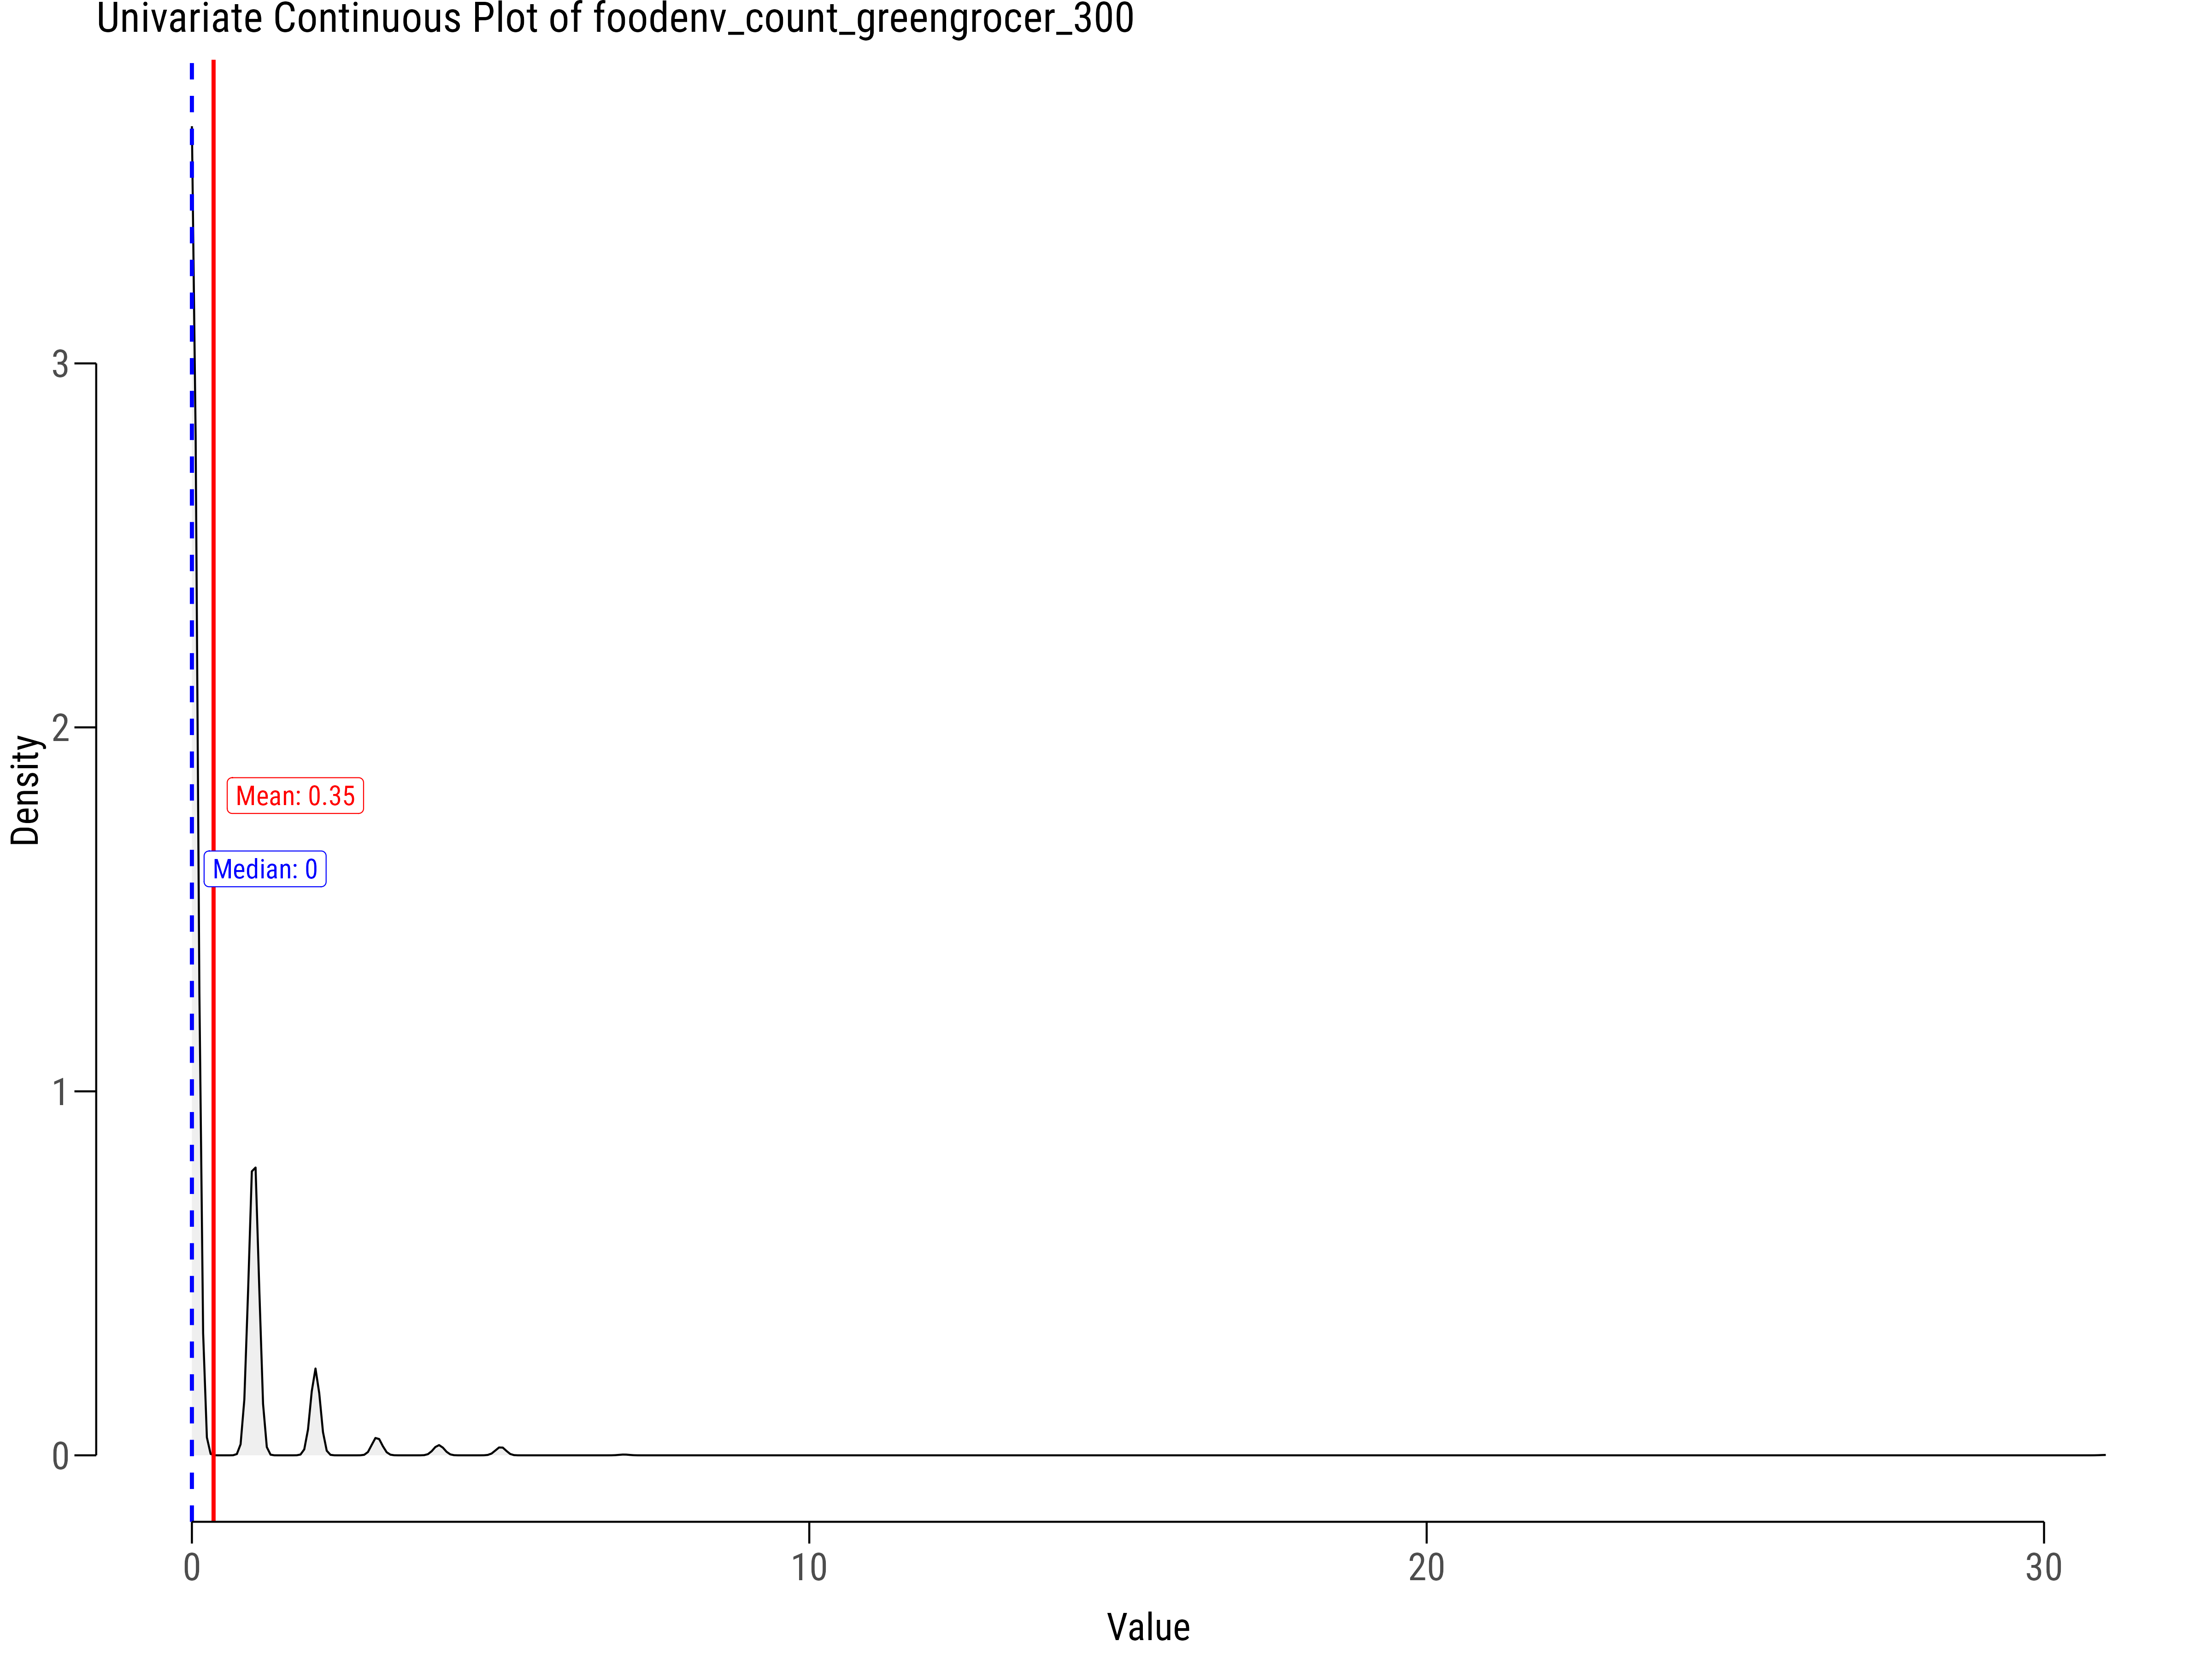 Univariate Continuous Plot of foodenv_count_greengrocer_300
3
2
1
0
Density
Mean: 0.35
Median: 0
0
10
20
30
Value